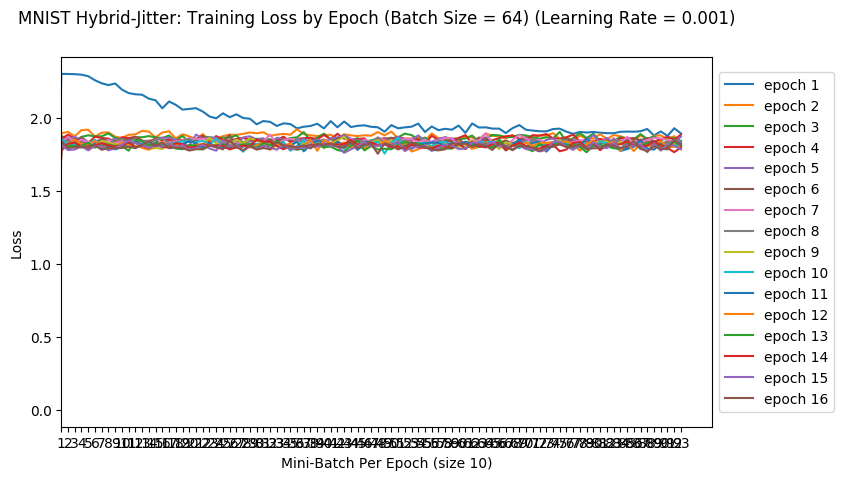 MNIST Hybrid-Jitter: Training Loss by Epoch (Batch Size = 64) (Learning Rate = 0.001)
2.0
1.5
1.0
0.5
0.0
Loss
Mini-Batch Per Epoch (size 10)
epoch 1
epoch 2
epoch 3
epoch 4
epoch 5
epoch 6
epoch 7
epoch 8
epoch 9
epoch 10
epoch 11
epoch 12
epoch 13
epoch 14
epoch 15
epoch 16